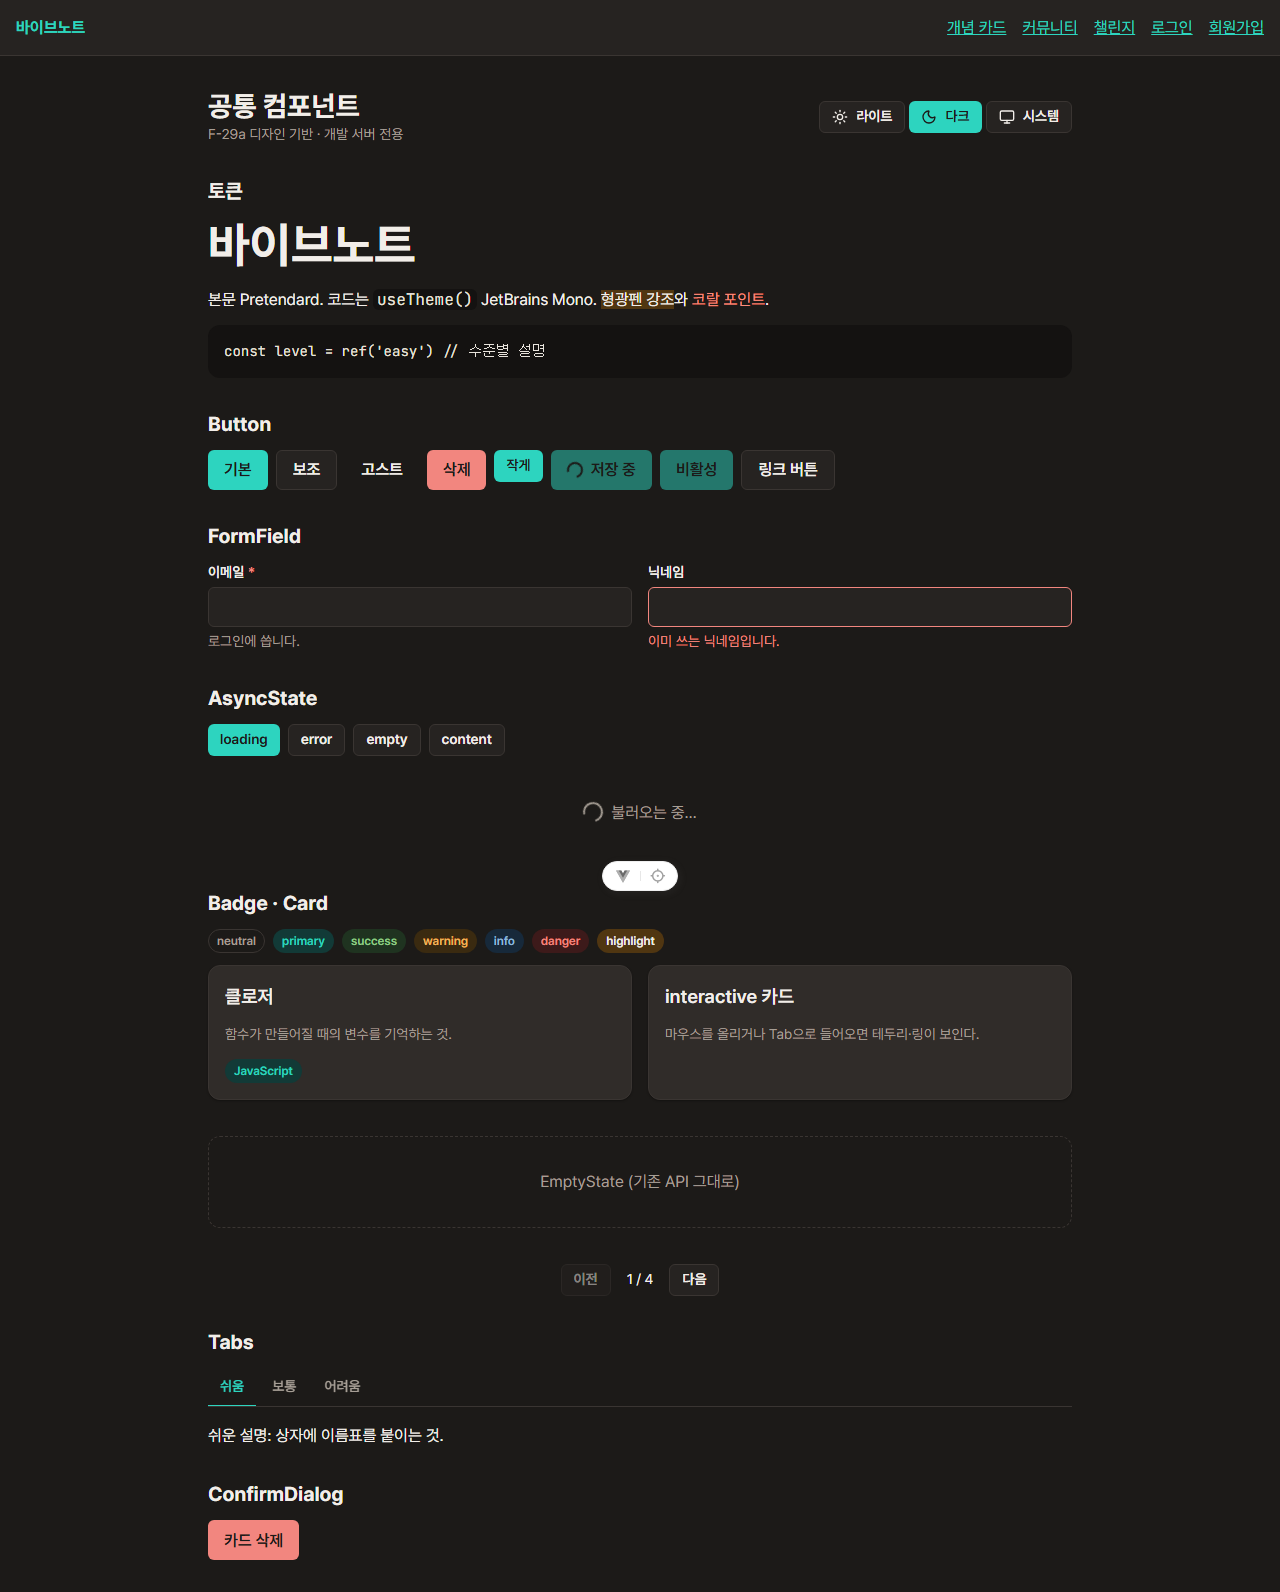 바이브노트
개념 카드 커뮤니티 챌린지 로그인 회원가입
공통 컴포넌트
F-29a 디자인 기반 · 개발 서버 전용
라이트 다크 시스템
토큰
바이브노트
본문 Pretendard. 코드는 useTheme() JetBrains Mono. 형광펜 강조와 코랄 포인트.
const level = ref('easy') // 수준별 설명
Button
기본 보조 고스트 삭제 작게 저장 중 비활성 링크 버튼
FormField
이메일 * 닉네임
로그인에 씁니다. 이미 쓰는 닉네임입니다.
AsyncState
loading error empty content
불러오는 중…
Badge · Card
neutral primary success warning info danger highlight
클로저 interactive 카드
함수가 만들어질 때의 변수를 기억하는 것. 마우스를 올리거나 Tab으로 들어오면 테두리·링이 보인다.
JavaScript
EmptyState (기존 API 그대로)
이전 1 / 4 다음
Tabs
쉬움 보통 어려움
쉬운 설명: 상자에 이름표를 붙이는 것.
ConfirmDialog
카드 삭제